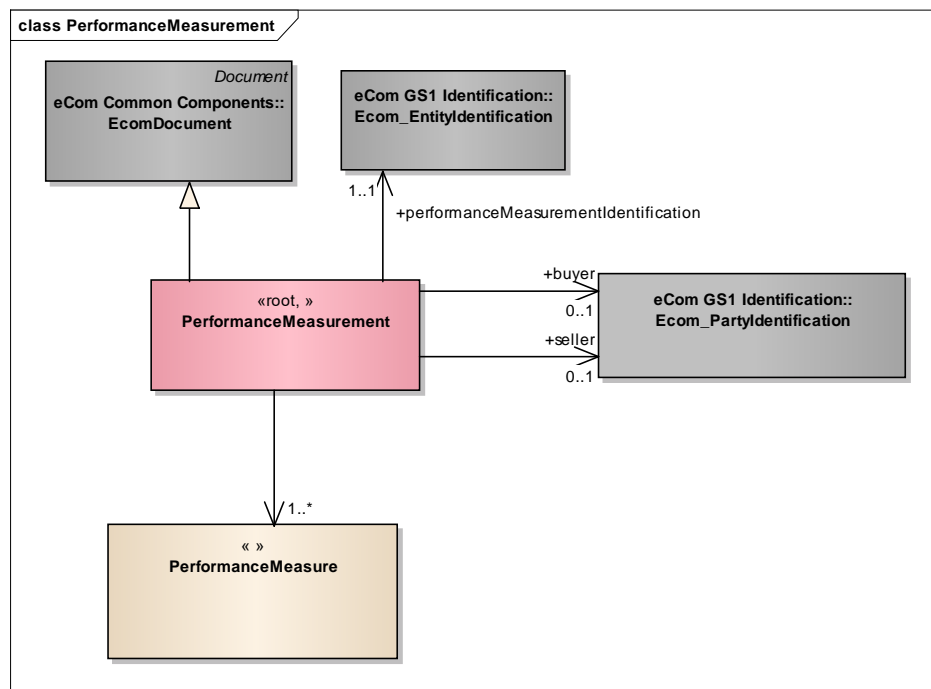 class PerformanceMeasurement
Document
eCom Common Components::
EcomDocument
eCom GS1 Identification::
Ecom_EntityIdentification
1..1
+performanceMeasurementIdentification
«root, »
PerformanceMeasurement
+buyer
0..1
+seller
0..1
eCom GS1 Identification::
Ecom_PartyIdentification
1..*
« »
PerformanceMeasure